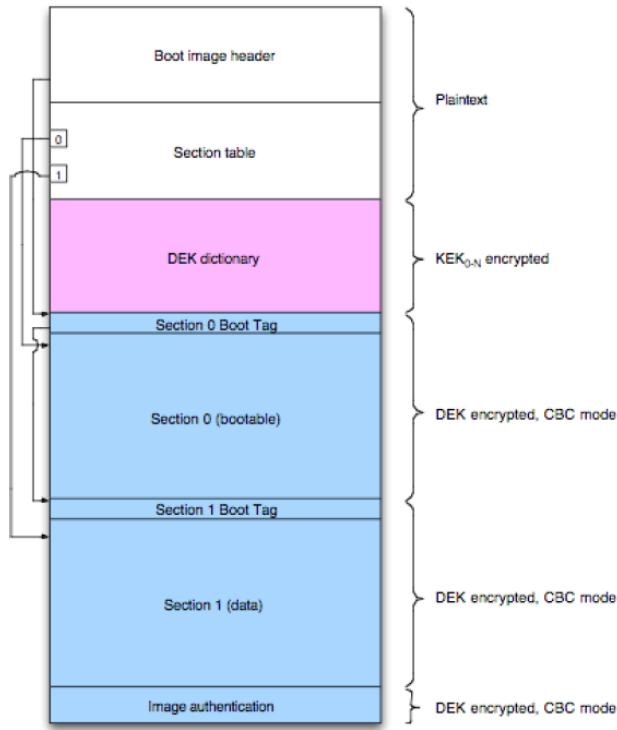 Boot image header
Plaintext
0
Section table
1
DEK dictionary
KEK0-N encrypted
Section 0 Boot Tag
Section 0 (bootable)
DEK encrypted, CBC mode
Section 1 Boot Tag
Section 1 (data)
DEK encrypted, CBC mode
Image authentication
DEK encrypted, CBC mode